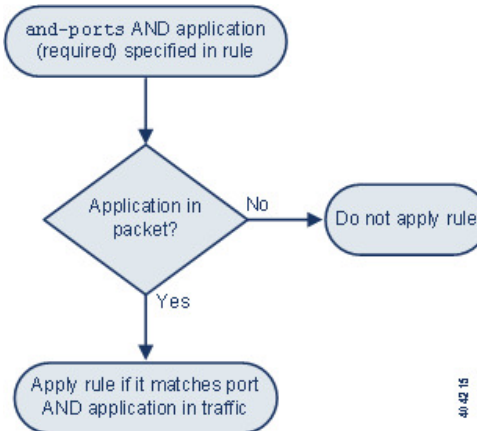 and-ports AND application
(required) specified in rule
Application in
packet?
No
Do not apply rule
Yes
Apply rule if it matches port
AND application in traffic
404215